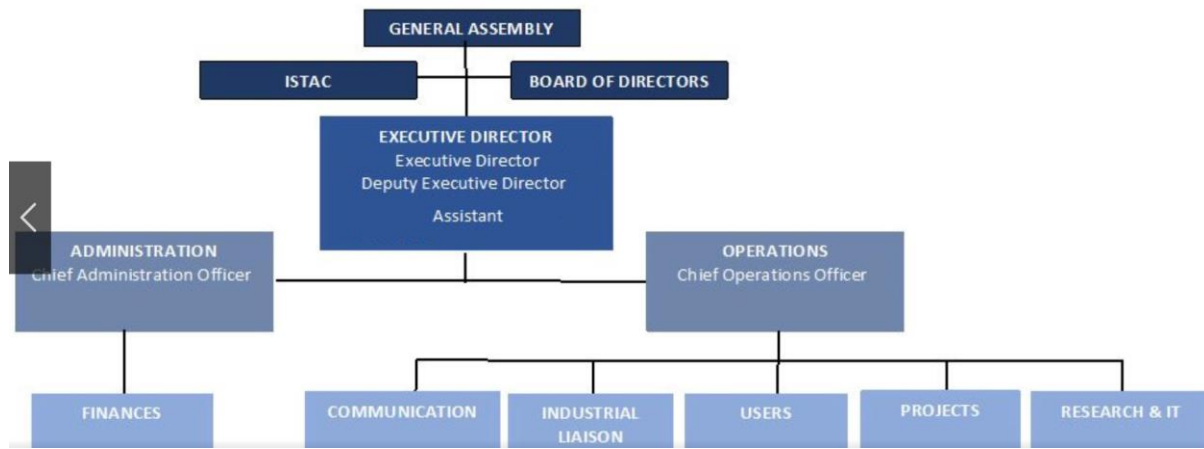 GENERAL ASSEMBLY
ISTAC
BOARD OF DIRECTORS
EXECUTIVE DIRECTOR
Executive Director
Deputy Executive Director
Assistant
ADMINISTRATION
Chief Administration Officer
OPERATIONS
Chief Operations Officer
FINANCES
COMMUNICATION
INDUSTRIAL
LIAISON
USERS
PROJECTS
RESEARCH & IT